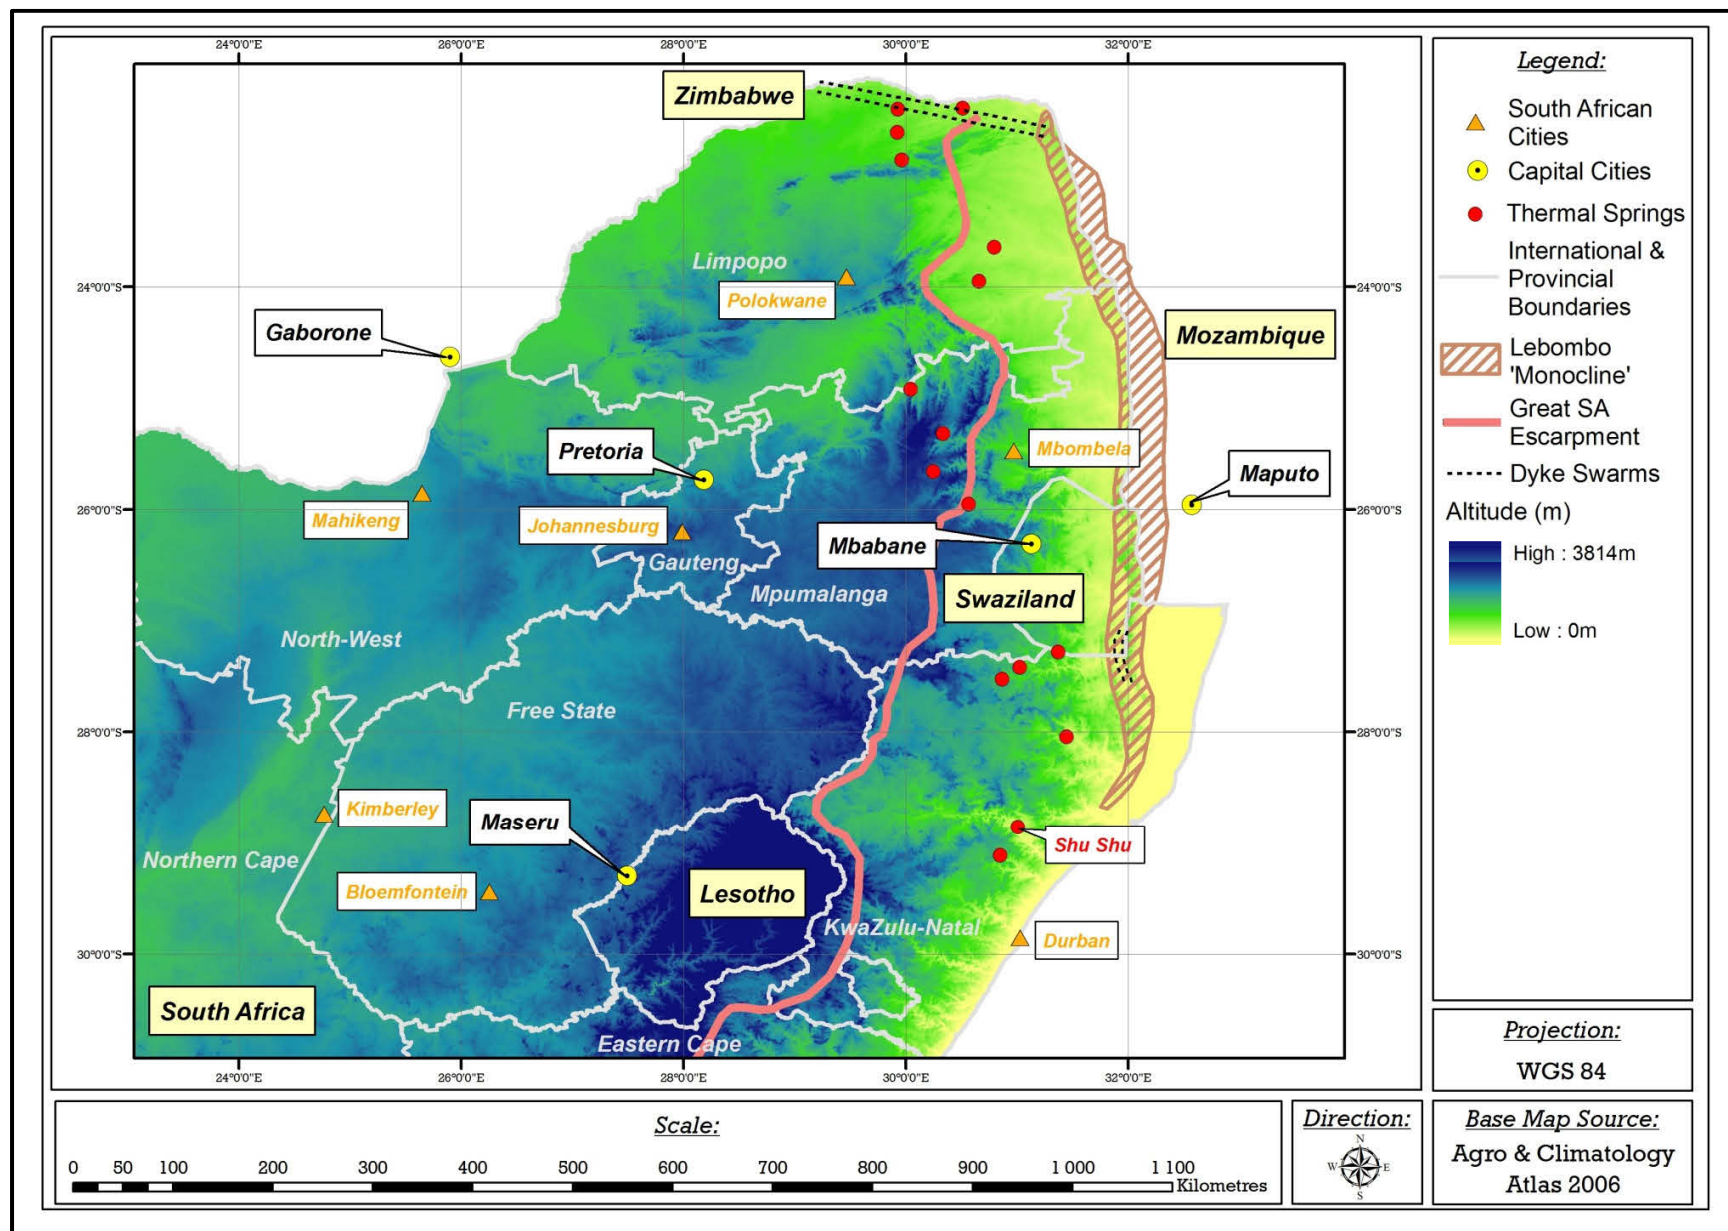 24°0'0"E 26°0'0"E 28°0'0"E 30°0'0"E 32°0'0"E
Zimbabwe
Limpopo
24°0'0"S 24°0'0"S
Polokwane
Gaborone
Mozambique
Pretoria
Mbombela
Maputo
Mahikeng
Johannesburg
26°0'0"S 26°0'0"S
Mbabane
Gauteng
Mpumalanga
Swaziland
North-West
Free State
28°0'0"S 28°0'0"S
Kimberley
Maseru
Shu Shu
Northern Cape
Bloemfontein
Lesotho
KwaZulu-Natal
Durban
30°0'0"S 30°0'0"S
South Africa
Eastern Cape
24°0'0"E 26°0'0"E 28°0'0"E 30°0'0"E 32°0'0"E
Legend:
South African
Cities
Capital Cities
Thermal Springs
International &
Provincial
Boundaries
Lebombo
'Monocline'
Great SA
Escarpment
Dyke Swarms
Altitude (m)
High : 3814m
Low : 0m
Projection:
WGS 84
Scale:
0 50 100 200 300 400 500 600 700 800 900 1 000 1 100
Kilometres
Direction:
N
W E
S
Base Map Source:
Agro & Climatology
Atlas 2006